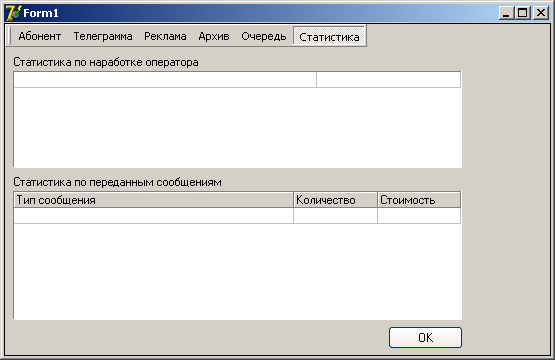 Form1
Абонент Телеграмма Реклама Архив Очередь Статистика
Статистика по наработке оператора
Статистика по переданным сообщениям
Тип сообщения Количество Стоимость
OK